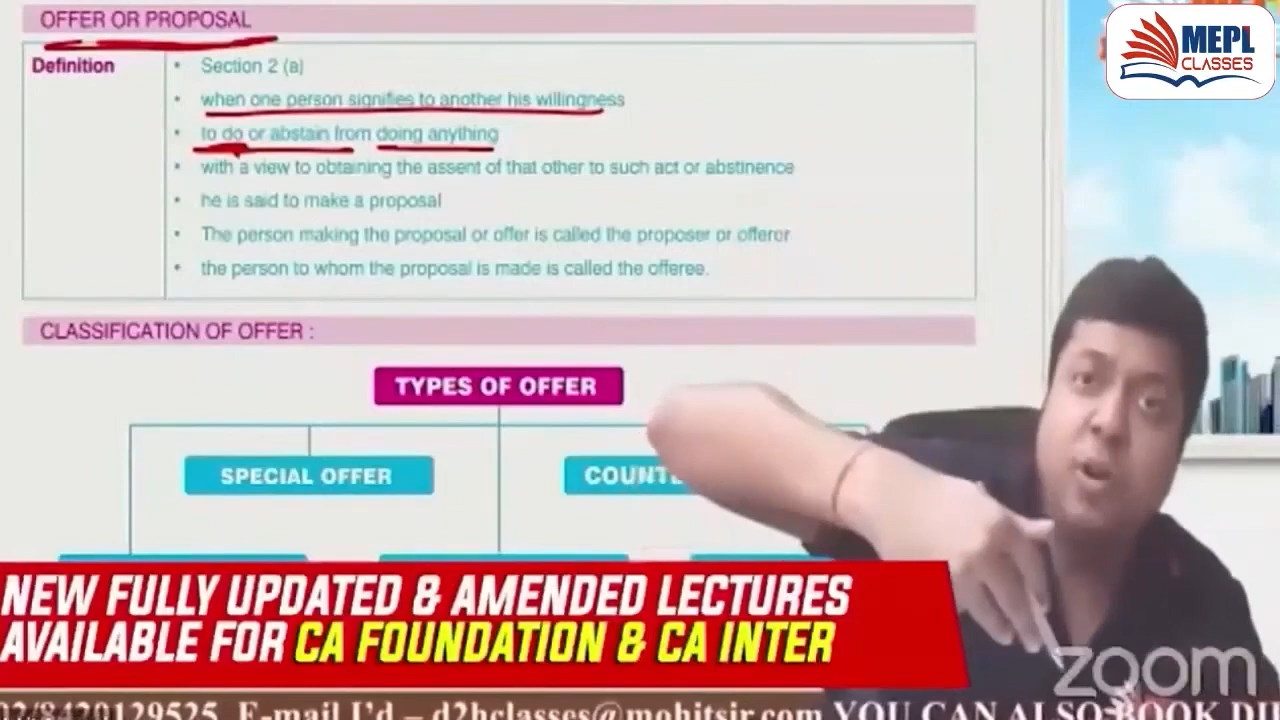 OFFER OR PROPOSAL
MEPL
CLASSES
Definition
• Section 2 (a)
• when one person signifies to another his willingness
• to do or abstain from doing anything
• with a view to obtaining the assent of that other to such act or abstinence
• he is said to make a proposal
• The person making the proposal or offer is called the proposer or offeror
• the person to whom the proposal is made is called the offeree.
CLASSIFICATION OF OFFER :
TYPES OF OFFER
SPECIAL OFFER
COUNTE
NEW FULLY UPDATED & AMENDED LECTURES
AVAILABLE FOR CA FOUNDATION & CA INTER
zoom
02/8420129525, E-mail I'd – d2hclasses@mohitsir.com YOU CAN ALSO BOOK DI